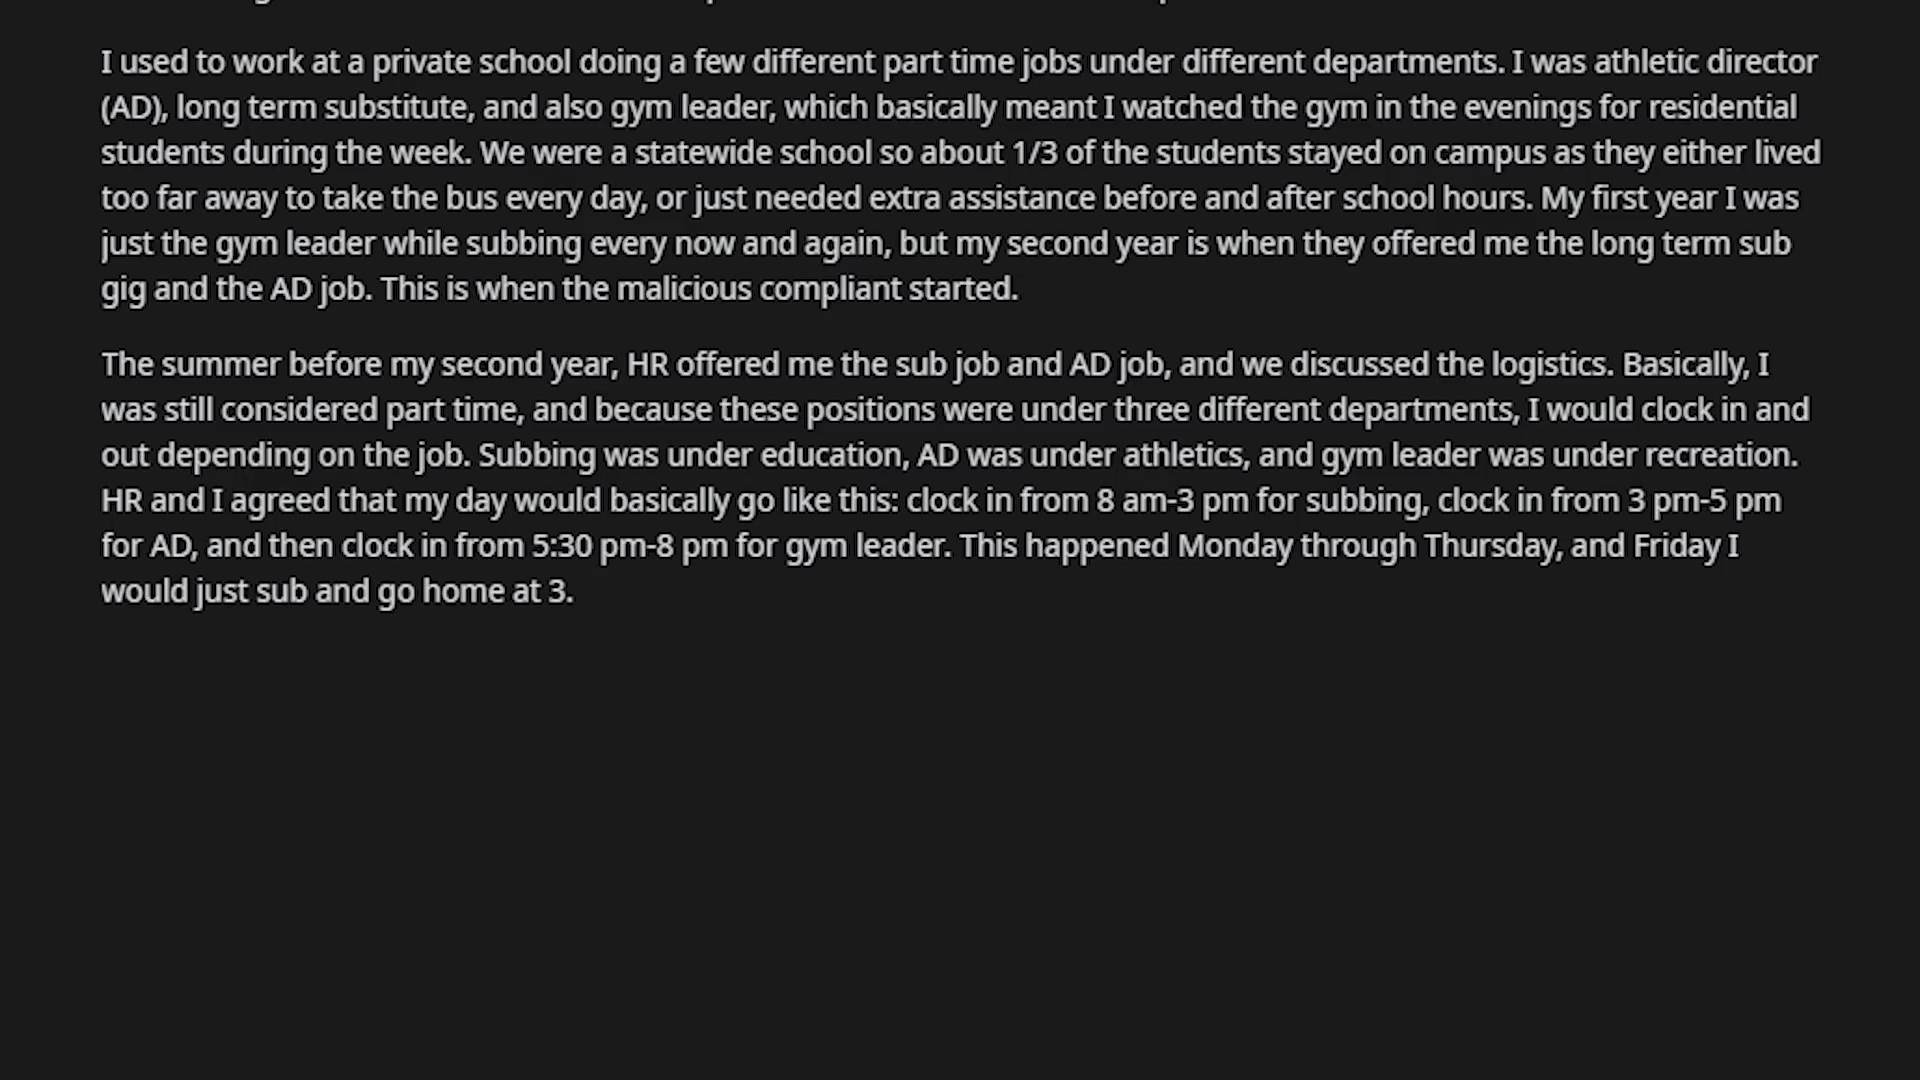 I used to work at a private school doing a few different part time jobs under different departments. I was athletic director
(AD), long term substitute, and also gym leader, which basically meant I watched the gym in the evenings for residential
students during the week. We were a statewide school so about 1/3 of the students stayed on campus as they either lived
too far away to take the bus every day, or just needed extra assistance before and after school hours. My first year I was
just the gym leader while subbing every now and again, but my second year is when they offered me the long term sub
gig and the AD job. This is when the malicious compliant started.
The summer before my second year, HR offered me the sub job and AD job, and we discussed the logistics. Basically, I
was still considered part time, and because these positions were under three different departments, I would clock in and
out depending on the job. Subbing was under education, AD was under athletics, and gym leader was under recreation.
HR and I agreed that my day would basically go like this: clock in from 8 am-3 pm for subbing, clock in from 3 pm-5 pm
for AD, and then clock in from 5:30 pm-8 pm for gym leader. This happened Monday through Thursday, and Friday I
would just sub and go home at 3.